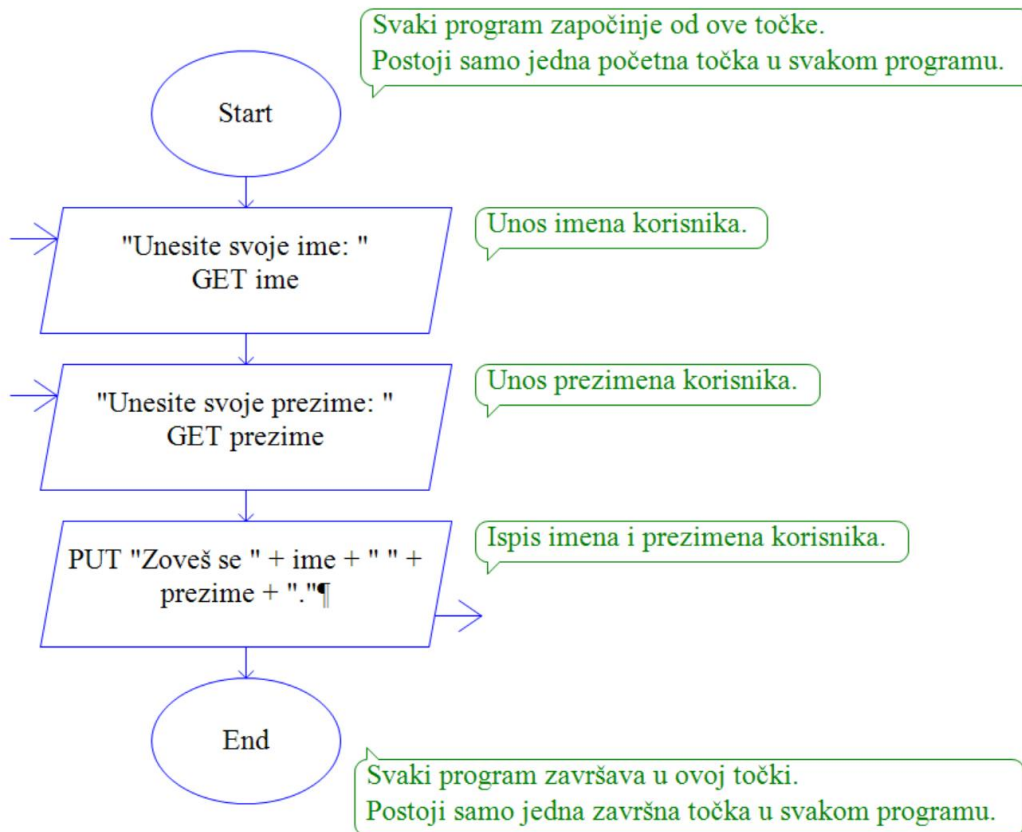 Svaki program započinje od ove točke.
Postoji samo jedna početna točka u svakom programu.
Start
"Unesite svoje ime: "
GET ime
Unos imena korisnika.
"Unesite svoje prezime: "
GET prezime
Unos prezimena korisnika.
PUT "Zoveš se " + ime + " " +
prezime + "."¶
Ispis imena i prezimena korisnika.
End
Svaki program završava u ovoj točki.
Postoji samo jedna završna točka u svakom programu.